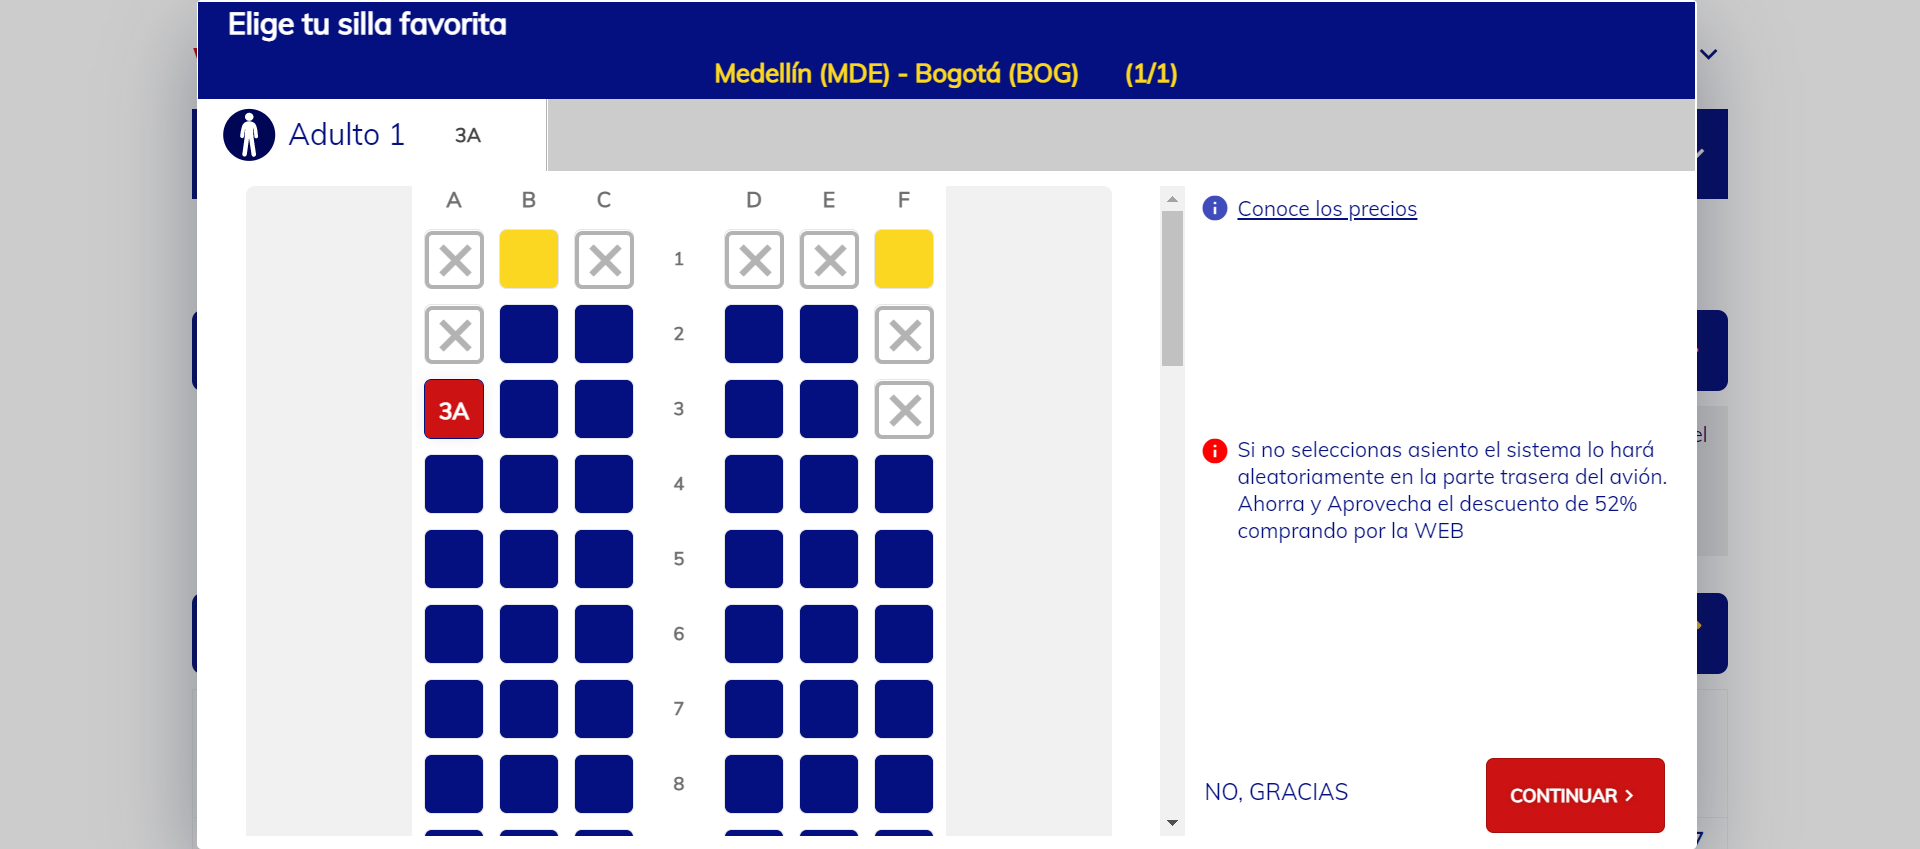 Elige tu silla favorita
Medellín (MDE) - Bogotá (BOG) (1/1)
Adulto 1 3A
A B C D E F
1
2
3A 3
4
5
6
7
8
Conoce los precios
Si no seleccionas asiento el sistema lo hará
aleatoriamente en la parte trasera del avión.
Ahorra y Aprovecha el descuento de 52%
comprando por la WEB
NO, GRACIAS
CONTINUAR
el
7